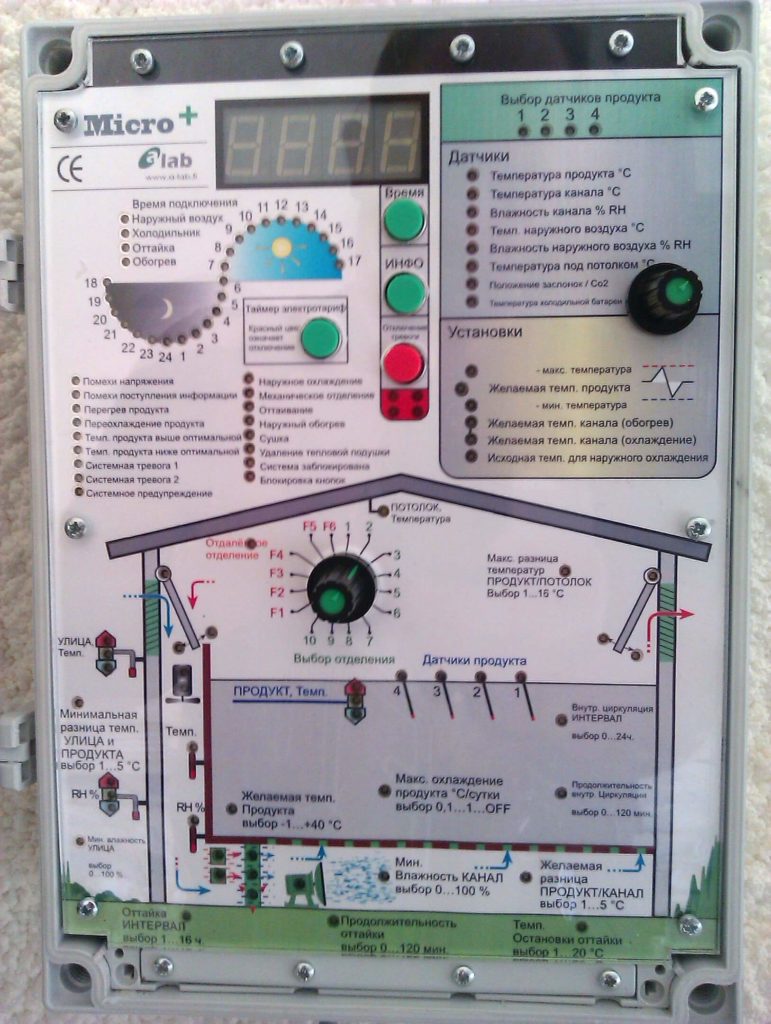 Micro+
CE
a lab
www.a-lab.fi
Выбор датчиков продукта
1 2 3 4
Датчики
Температура продукта °C
Температура канала °C
Влажность канала % RH
Темп. наружного воздуха °C
Влажность наружного воздуха % RH
Температура под потолком °C
Положение заслонок / Co2
Температура холодильной батареи
Время
ИНФО
Отключение
тревоги
Время подключения
Наружный воздух
Холодильник
Оттайка
Обогрев
7 8 9 10 11 12 13 14 15 16 17
18 19 20 21 22 23 24 1 2 3 4 5 6
Таймер электротариф
Красный цвет
означает
отключение
Установки
- макс. температура
Желаемая темп. продукта
- мин. температура
Желаемая темп. канала (обогрев)
Желаемая темп. канала (охлаждение)
Исходная темп. для наружного охлаждения
Помехи напряжения
Помехи поступления информации
Перегрев продукта
Переохлаждение продукта
Темп. продукта выше оптимальной
Темп. продукта ниже оптимальной
Системная тревога 1
Системная тревога 2
Системное предупреждение
Наружное охлаждение
Механическое отделение
Оттаивание
Наружный обогрев
Сушка
Удаление тепловой подушки
Система заблокирована
Блокировка кнопок
ПОТОЛОК,
Температура
Отдалённое
отделение
F1 F2 F3 F4 F5 F6 1 2 3 4 5 6 7 8 9 10
Выбор отделения
Макс. разница
температур
ПРОДУКТ/ПОТОЛОК
Выбор 1...16 °C
УЛИЦА,
Темп.
Датчики продукта
4 3 2 1
ПРОДУКТ, Темп.
Минимальная
разница темп.
УЛИЦА и
ПРОДУКТА
выбор 1...5 °C
Темп.
Внутр. циркуляция
ИНТЕРВАЛ
выбор 0...24ч.
RH %
RH %
Желаемая темп.
Продукта
выбор -1...+40 °C
Макс. охлаждение
продукта °C/сутки
выбор 0,1...1...OFF
Продолжительность
внутр. Циркуляции
выбор 0...120 мин.
Мин. влажность
УЛИЦА
выбор
0...100 %
Мин.
Влажность КАНАЛ
выбор 0...100 %
Желаемая
разница
ПРОДУКТ/КАНАЛ
выбор 1...5 °C
Оттайка
ИНТЕРВАЛ
выбор 1...16 ч.
Продолжительность
оттайки
выбор 0...120 мин.
Темп.
Остановки оттайки
выбор 1...20 °C